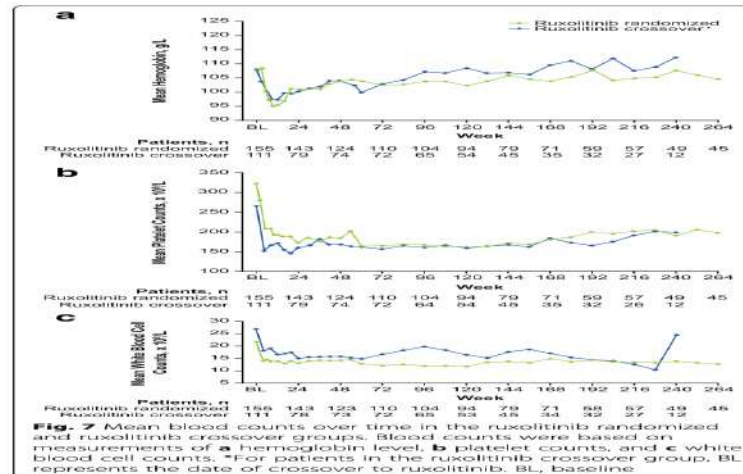 a
Ruxolitinib randomized
Ruxolitinib crossover*
Mean Hemoglobin, g/L
125
120
115
110
105
100
95
90
BL 24 48 72 96 120 144 168 192 216 240 264
Week
Patients, n
Ruxolitinib randomized 155 143 124 110 104 94 79 71 59 57 49 45
Ruxolitinib crossover 111 79 74 72 65 54 45 35 32 27 12
b
Mean Platelet Counts, x 10⁹/L
350
300
250
200
150
100
BL 24 48 72 96 120 144 168 192 216 240 264
Week
Patients, n
Ruxolitinib randomized 155 143 124 110 104 94 79 71 59 57 49 45
Ruxolitinib crossover 111 79 74 72 65 54 45 35 32 26 12
c
Mean White Blood Cell
Counts, x 10⁹/L
30
25
20
15
10
5
BL 24 48 72 96 120 144 168 192 216 240 264
Week
Patients, n
Ruxolitinib randomized 155 143 123 110 104 94 79 71 58 57 49 45
Ruxolitinib crossover 111 78 73 72 65 53 45 34 32 26 12
Fig. 7 Mean blood counts over time in the ruxolitinib randomized
and ruxolitinib crossover groups. Blood counts were based on
measurements of a hemoglobin level, b platelet counts, and c white
blood cell counts. *For patients in the ruxolitinib crossover group, BL
represents the date of crossover to ruxolitinib. BL, baseline